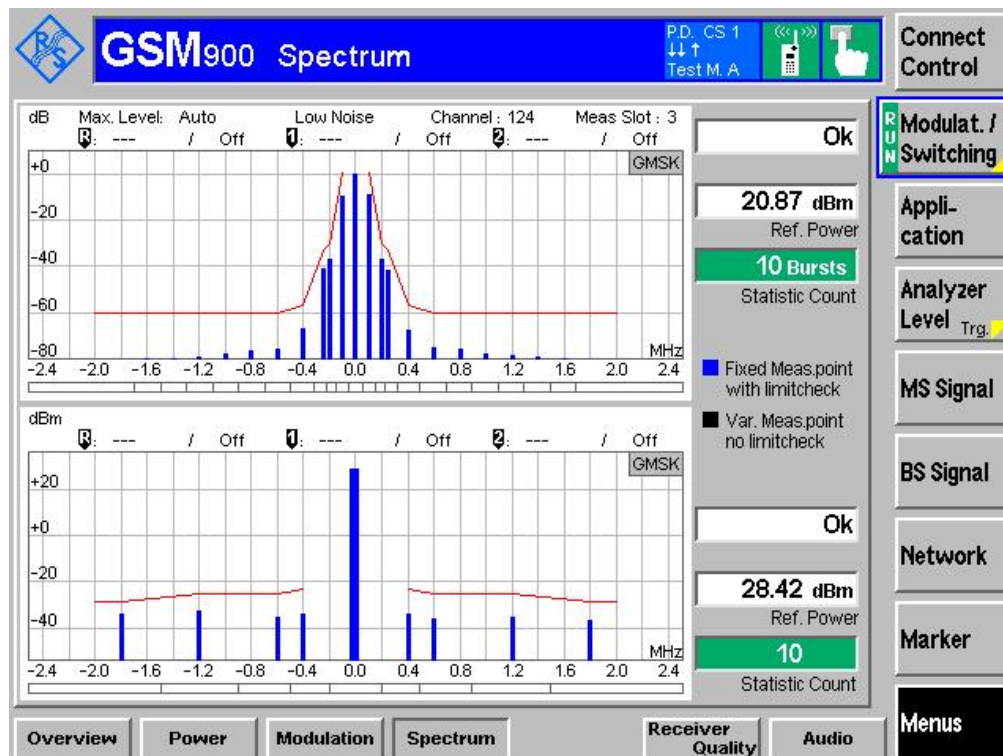 R S
GSM900 Spectrum
P.D. CS 1
↓↓ ↑
Test M. A
Connect
Control
RUN
Modulat. /
Switching
Appli-
cation
Analyzer
Level Trg.
MS Signal
BS Signal
Network
Marker
Menus
dB Max. Level: Auto Low Noise Channel : 124 Meas Slot : 3
R: --- / Off 1: --- / Off 2: --- / Off
GMSK
+0
-20
-40
-60
-80
MHz
-2.4 -2.0 -1.6 -1.2 -0.8 -0.4 0.0 0.4 0.8 1.2 1.6 2.0 2.4
Ok
20.87 dBm
Ref. Power
10 Bursts
Statistic Count
Fixed Meas.point
with limitcheck
Var. Meas.point
no limitcheck
dBm
R: --- / Off 1: --- / Off 2: --- / Off
GMSK
+20
+0
-20
-40
MHz
-2.4 -2.0 -1.6 -1.2 -0.8 -0.4 0.0 0.4 0.8 1.2 1.6 2.0 2.4
Ok
28.42 dBm
Ref. Power
10
Statistic Count
Overview Power Modulation Spectrum Receiver Quality Audio